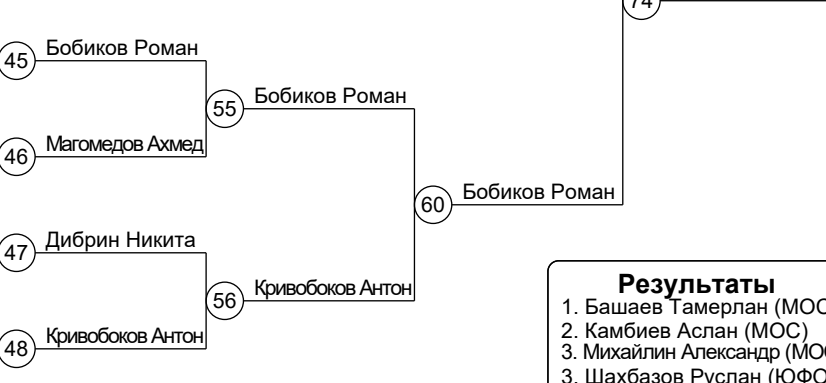 74
45 Бобиков Роман
55 Бобиков Роман
46 Магомедов Ахмед
60 Бобиков Роман
47 Дибрин Никита
56 Кривобоков Антон
48 Кривобоков Антон
Результаты
1. Башаев Тамерлан (МОС
2. Камбиев Аслан (МОС)
3. Михайлин Александр (МОС
3. Шахбазов Руслан (ЮФО